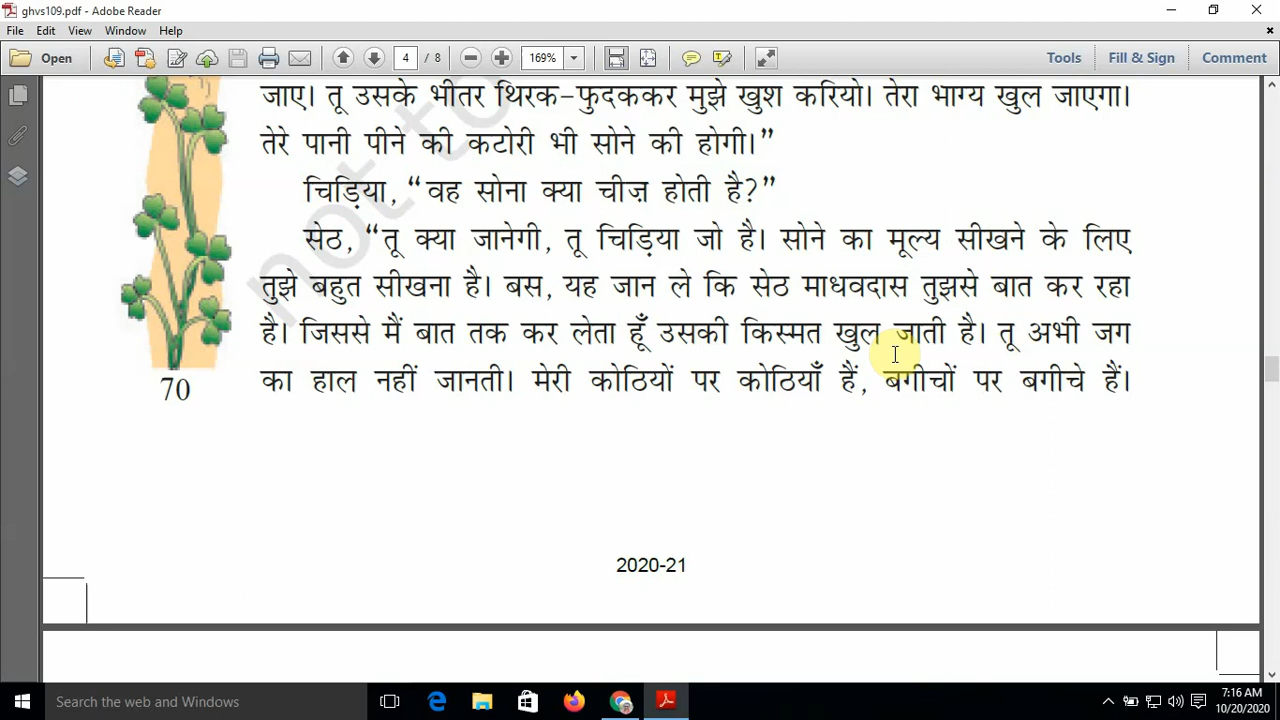 ghvs109.pdf - Adobe Reader
File Edit View Window Help
Open 4 / 8 169% Tools Fill & Sign Comment
जाए। तू उसके भीतर थिरक-फुदककर मुझे खुश करियो। तेरा भाग्य खुल जाएगा।
तेरे पानी पीने की कटोरी भी सोने की होगी।”
चिड़िया, “वह सोना क्या चीज़ होती है?”
सेठ, “तू क्या जानेगी, तू चिड़िया जो है। सोने का मूल्य सीखने के लिए
तुझे बहुत सीखना है। बस, यह जान ले कि सेठ माधवदास तुझसे बात कर रहा
है। जिससे मैं बात तक कर लेता हूँ उसकी किस्मत खुल जाती है। तू अभी जग
का हाल नहीं जानती। मेरी कोठियों पर कोठियाँ हैं, बगीचों पर बगीचे हैं।
70
not to
2020-21
Search the web and Windows
7:16 AM
10/20/2020